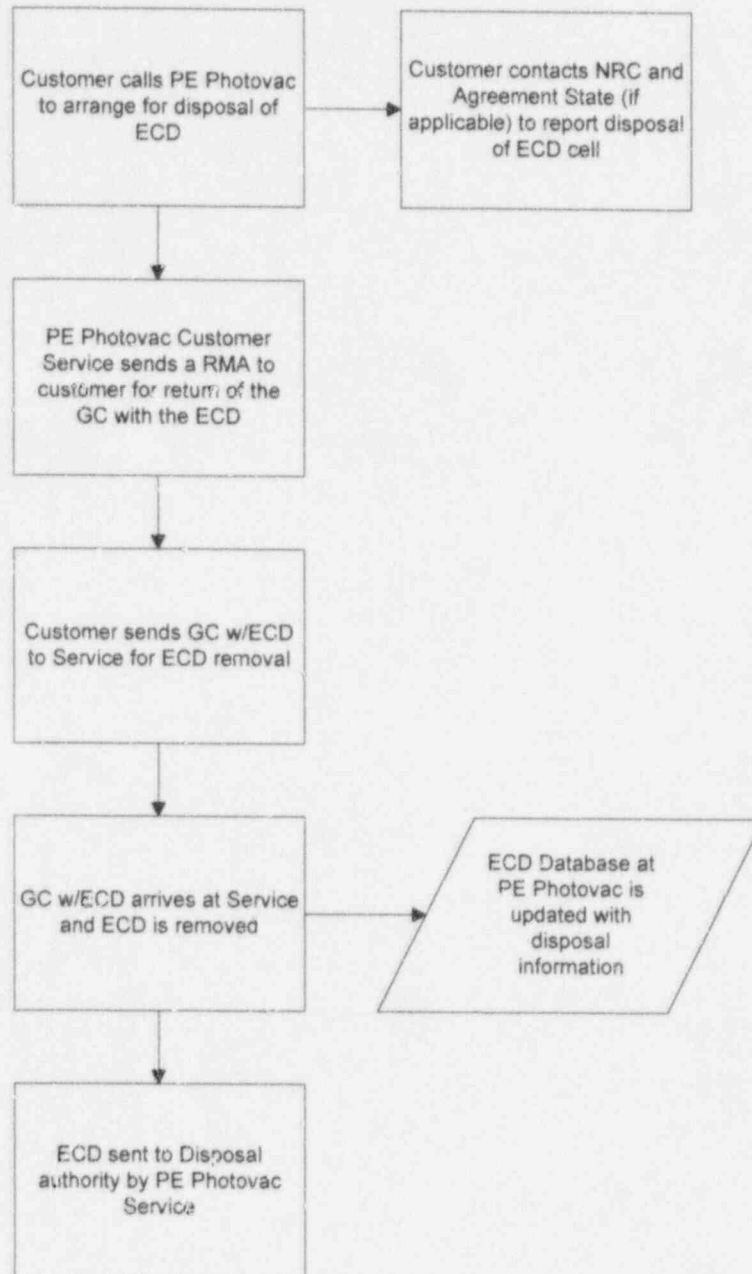 Customer calls PE Photovac
to arrange for disposal of
ECD
Customer contacts NRC and
Agreement State (if
applicable) to report disposal
of ECD cell
PE Photovac Customer
Service sends a RMA to
customer for return of the
GC with the ECD
Customer sends GC w/ECD
to Service for ECD removal
GC w/ECD arrives at Service
and ECD is removed
ECD Database at
PE Photovac is
updated with
disposal
information
ECD sent to Disposal
authority by PE Photovac
Service